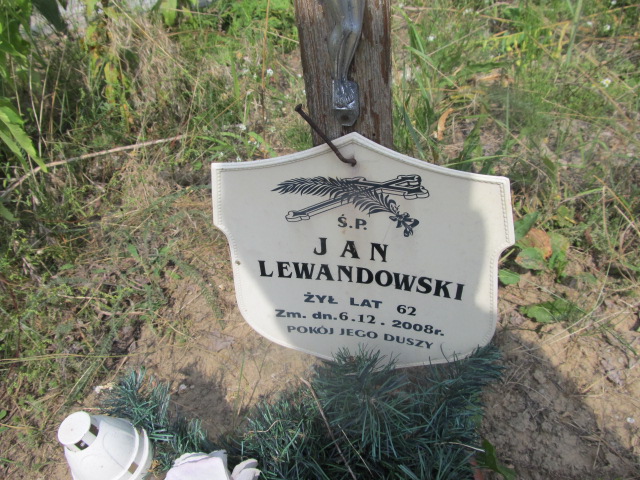 Ś.P.
JAN
LEWANDOWSKI
ŻYŁ LAT 62
Zm. dn. 6.12.2008r.
POKÓJ JEGO DUSZY